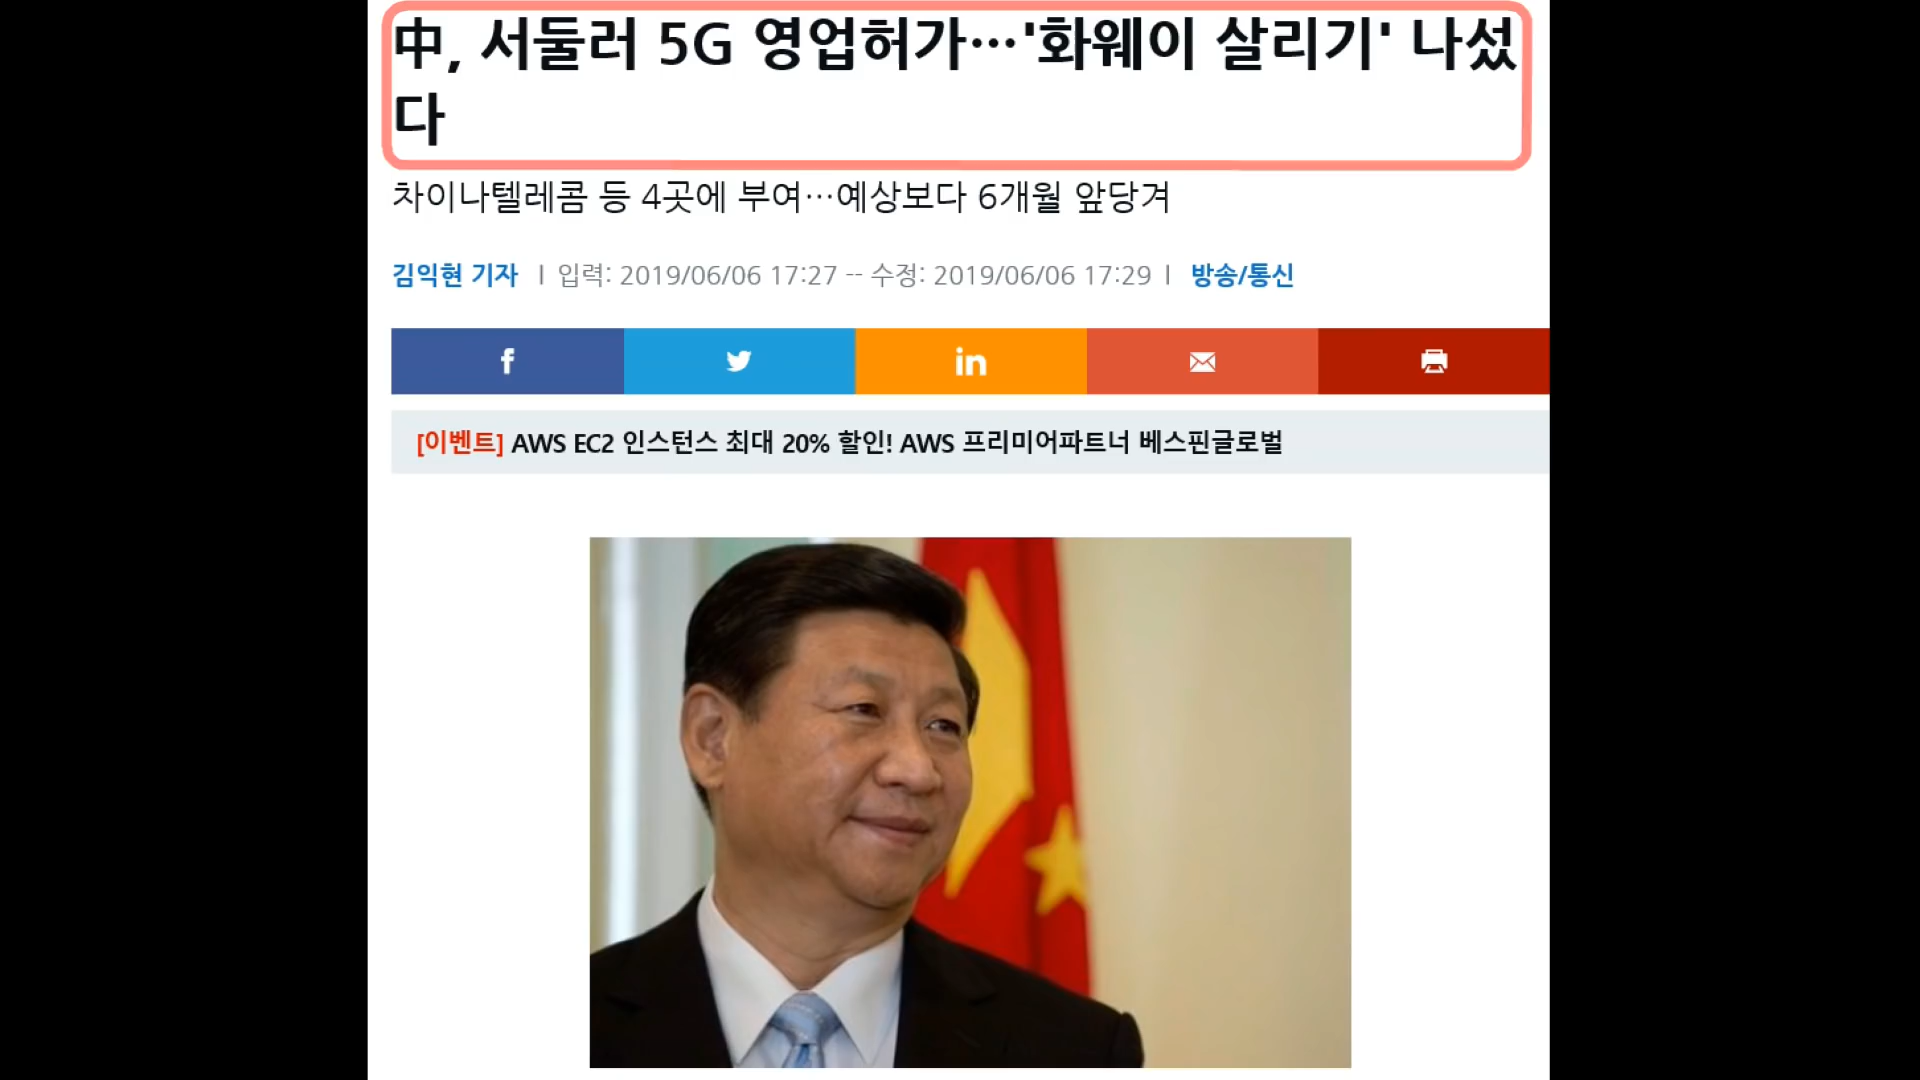 中, 서둘러 5G 영업허가…'화웨이 살리기' 나섰
다
차이나텔레콤 등 4곳에 부여…예상보다 6개월 앞당겨
김익현 기자 ㅣ 입력: 2019/06/06 17:27 -- 수정: 2019/06/06 17:29 ㅣ 방송/통신
f in
[이벤트] AWS EC2 인스턴스 최대 20% 할인! AWS 프리미어파트너 베스핀글로벌